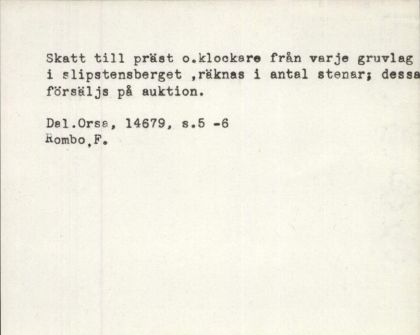 Skatt till präst o.klockare från varje gruvlag
i slipstensberget ,räknas i antal stenar; dessa
försäljs på auktion.
Dal.Orsa, 14679, s.5 -6
Rombo,F.